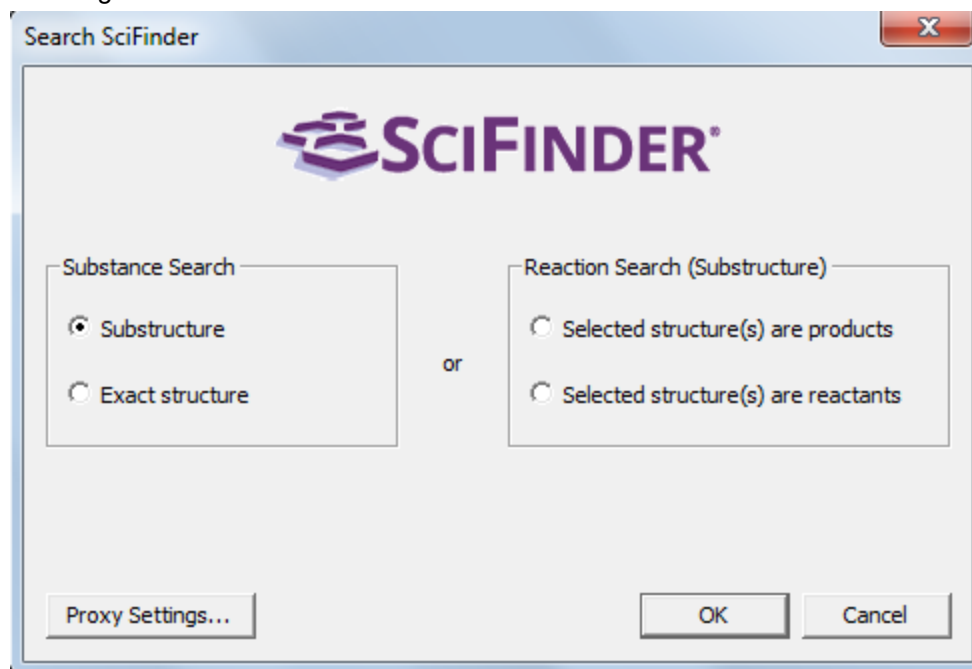 Search SciFinder
SCIFINDER®
Substance Search
Substructure
Exact structure
or
Reaction Search (Substructure)
Selected structure(s) are products
Selected structure(s) are reactants
Proxy Settings...
OK
Cancel